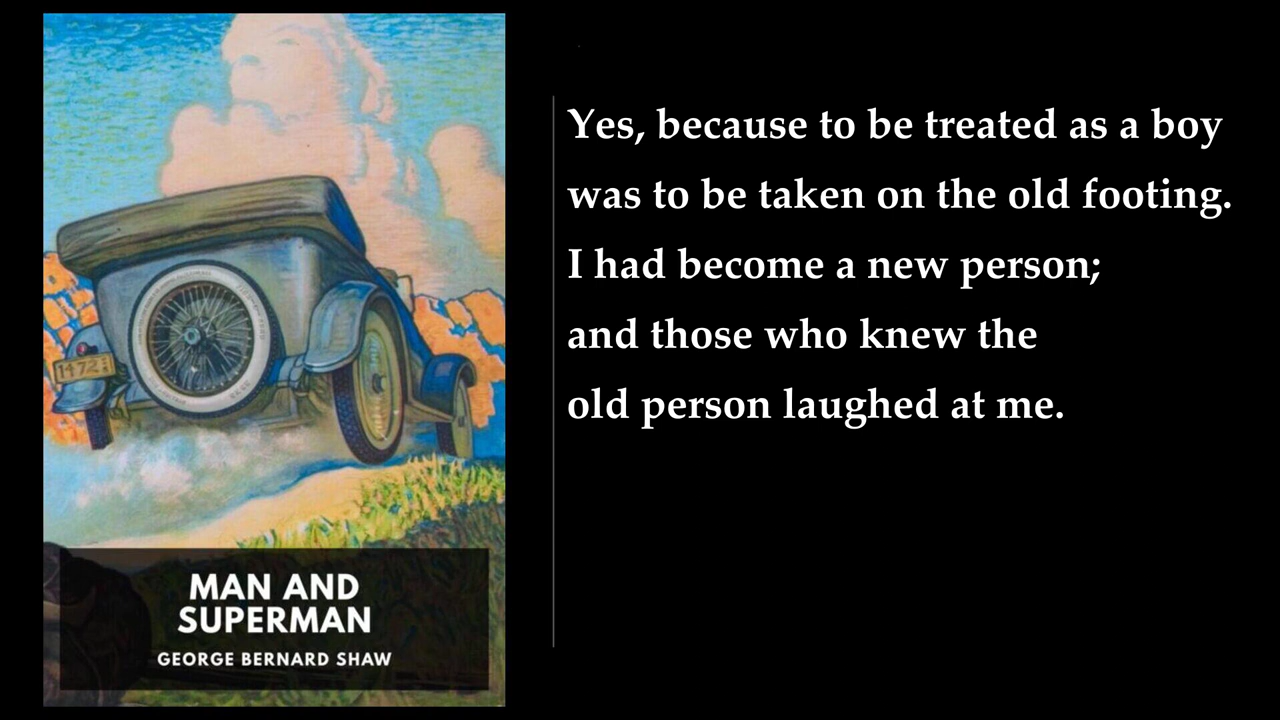 Yes, because to be treated as a boy
was to be taken on the old footing.
I had become a new person;
and those who knew the
old person laughed at me.
1472
MAN AND
SUPERMAN
GEORGE BERNARD SHAW